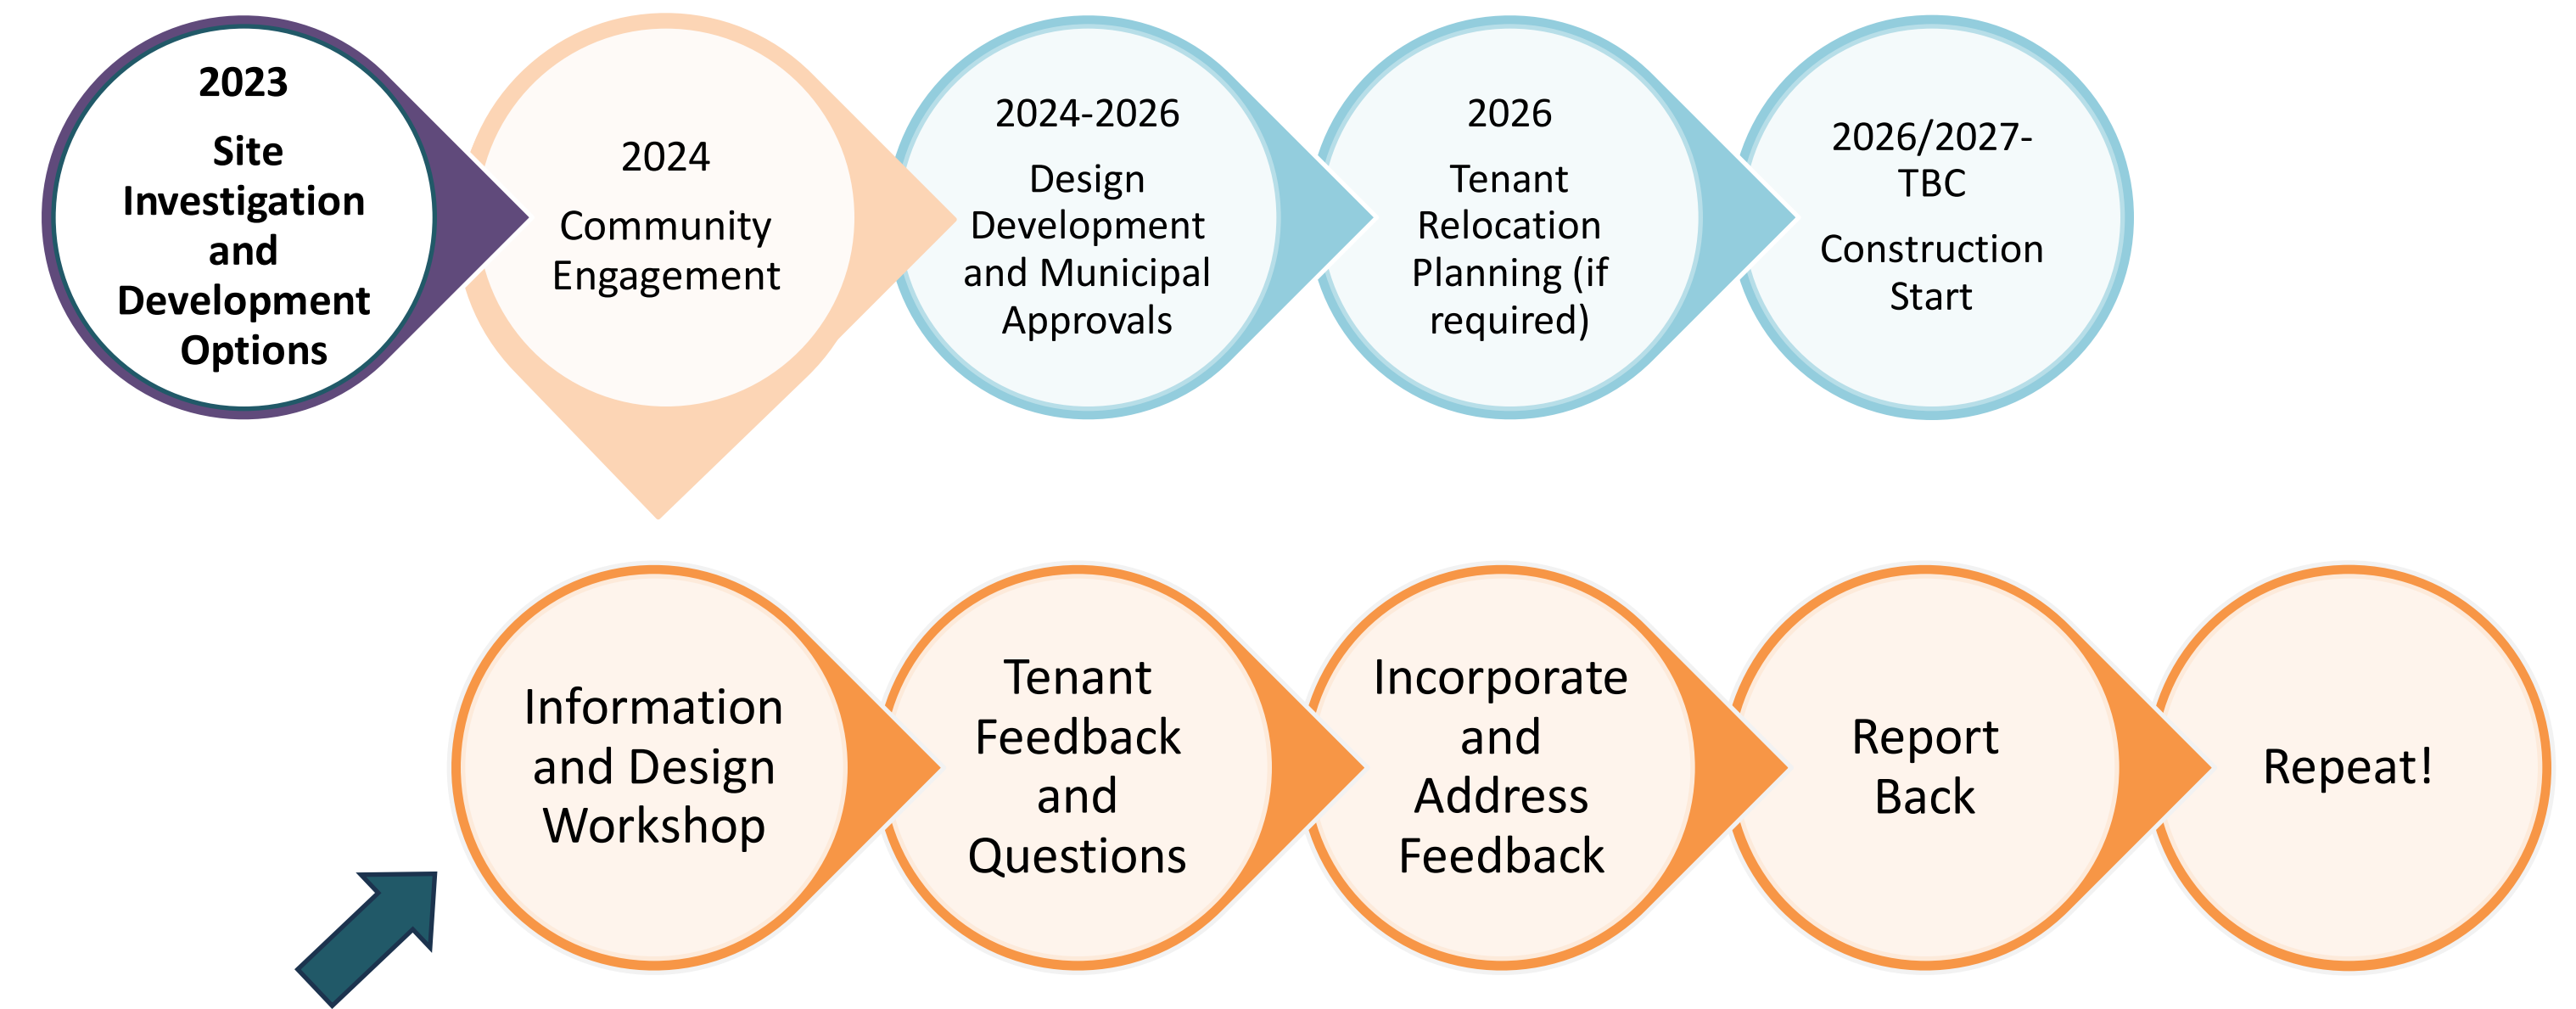 2023
Site
Investigation
and
Development
Options
2024
Community
Engagement
2024-2026
Design
Development
and Municipal
Approvals
2026
Tenant
Relocation
Planning (if
required)
2026/2027-
TBC
Construction
Start
Information
and Design
Workshop
Tenant
Feedback
and
Questions
Incorporate
and
Address
Feedback
Report
Back
Repeat!